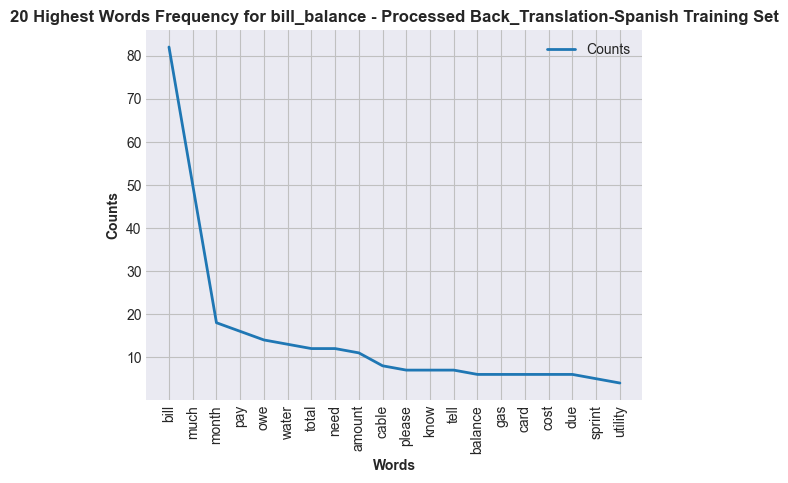 20 Highest Words Frequency for bill_balance - Processed Back_Translation-Spanish Training Set
Counts
80
70
60
50
40
30
20
10
Counts
bill
much
month
pay
owe
water
total
need
amount
cable
please
know
tell
balance
gas
card
cost
due
sprint
utility
Words